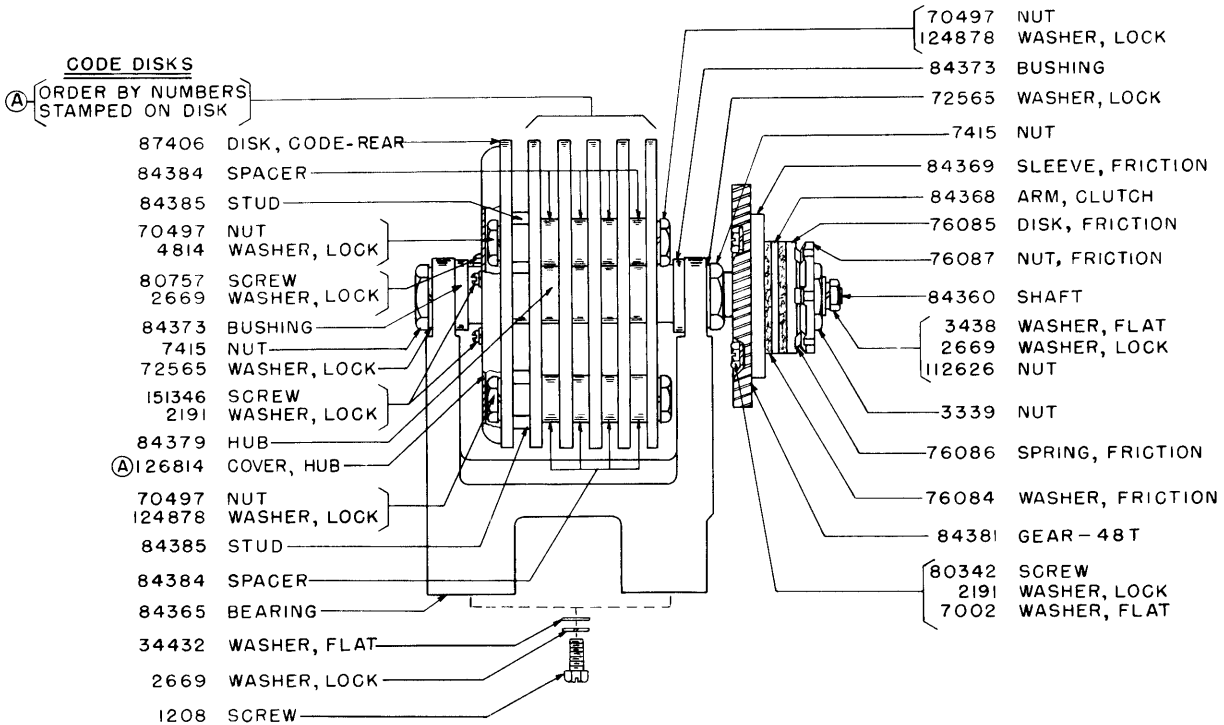 CODE DISKS
Ⓐ ORDER BY NUMBERS
STAMPED ON DISK
87406 DISK, CODE-REAR
84384 SPACER
84385 STUD
70497 NUT
4814 WASHER, LOCK
80757 SCREW
2669 WASHER, LOCK
84373 BUSHING
7415 NUT
72565 WASHER, LOCK
151346 SCREW
2191 WASHER, LOCK
84379 HUB
Ⓐ126814 COVER, HUB
70497 NUT
124878 WASHER, LOCK
84385 STUD
84384 SPACER
84365 BEARING
34432 WASHER, FLAT
2669 WASHER, LOCK
1208 SCREW
70497 NUT
124878 WASHER, LOCK
84373 BUSHING
72565 WASHER, LOCK
7415 NUT
84369 SLEEVE, FRICTION
84368 ARM, CLUTCH
76085 DISK, FRICTION
76087 NUT, FRICTION
84360 SHAFT
3438 WASHER, FLAT
2669 WASHER, LOCK
112626 NUT
3339 NUT
76086 SPRING, FRICTION
76084 WASHER, FRICTION
84381 GEAR-48T
80342 SCREW
2191 WASHER, LOCK
7002 WASHER, FLAT